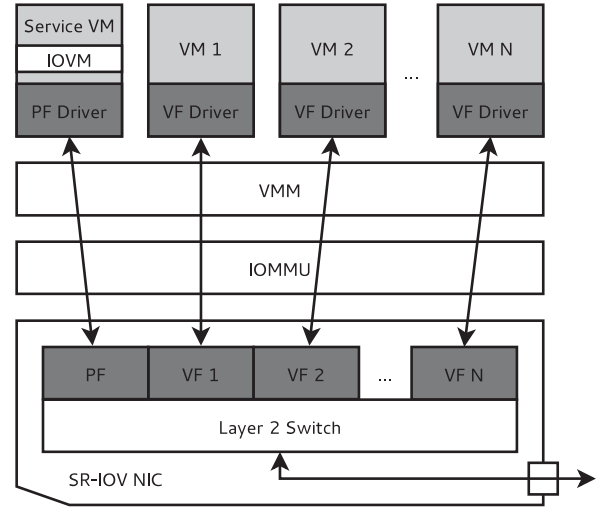 Service VM
IOVM
PF Driver
VM 1
VF Driver
VM 2
VF Driver
...
VM N
VF Driver
VMM
IOMMU
PF
VF 1
VF 2
...
VF N
Layer 2 Switch
SR-IOV NIC